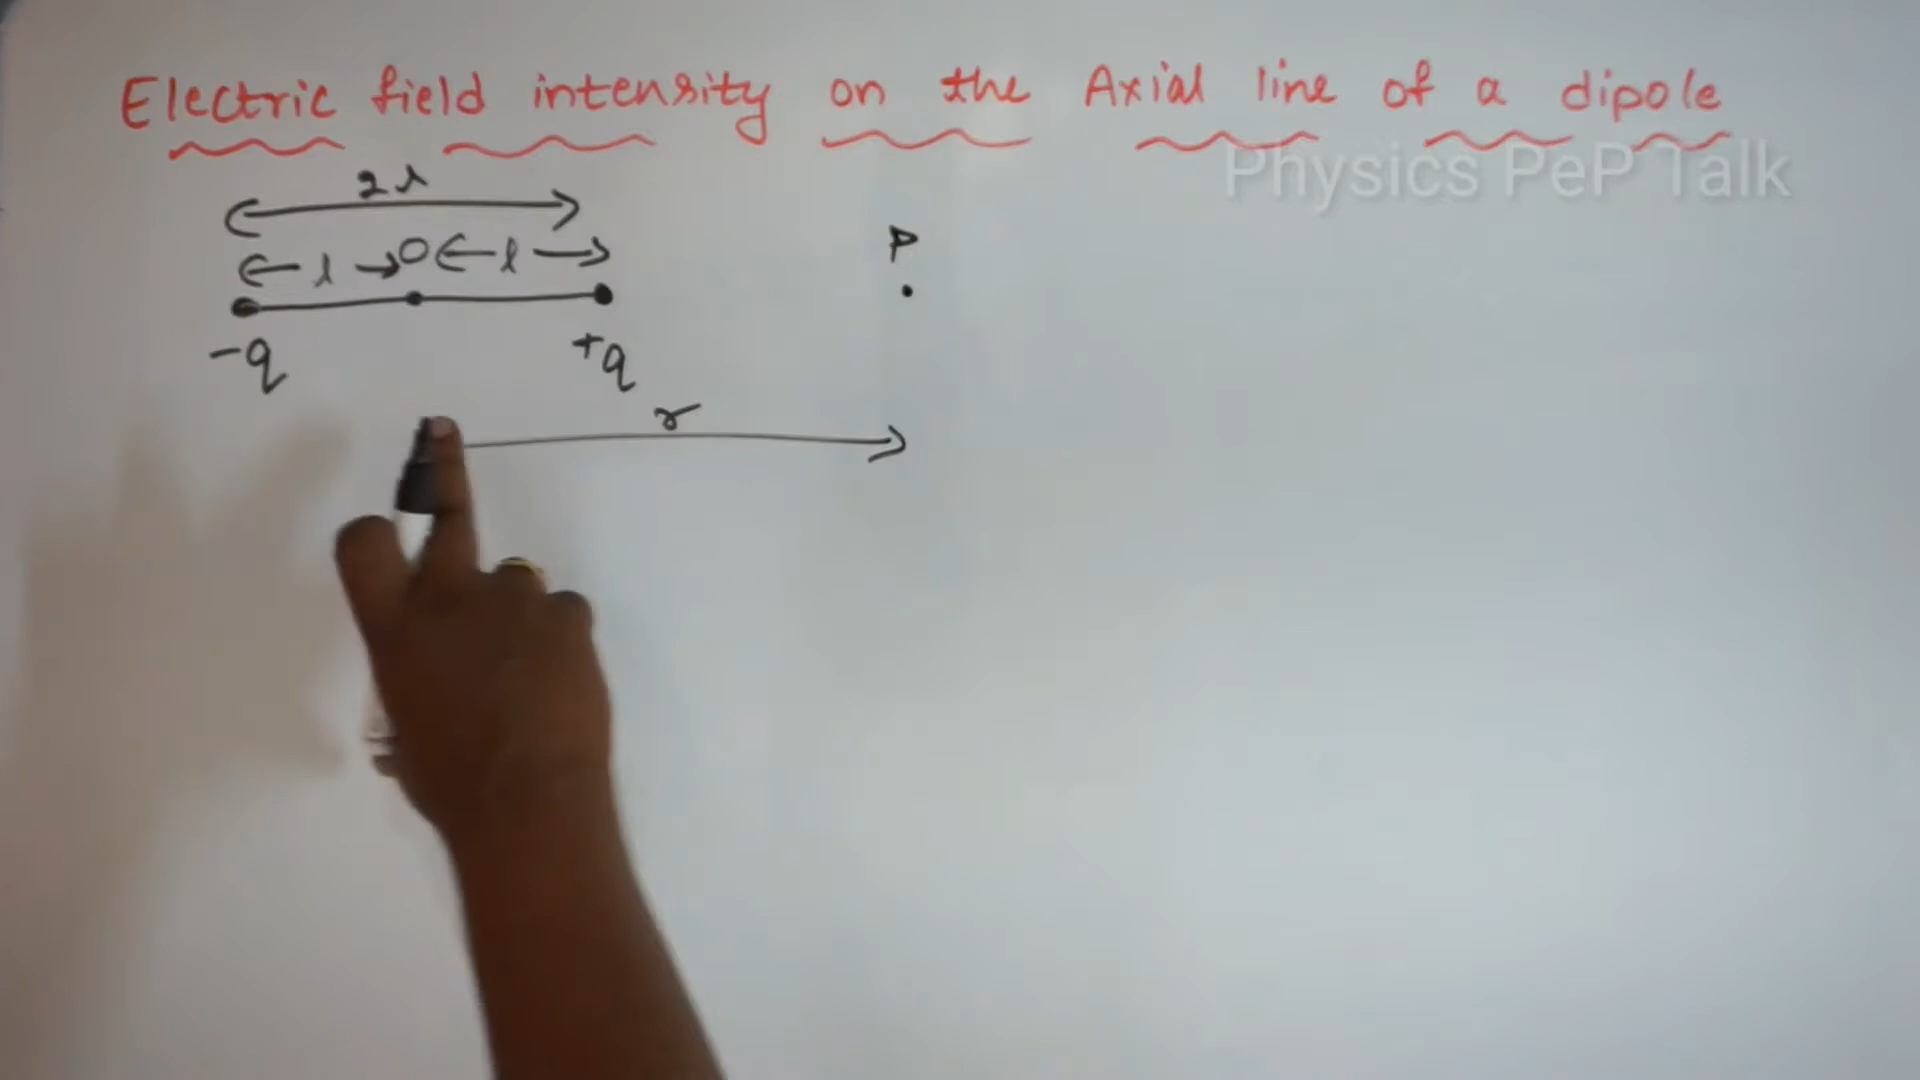 Electric field intensity on the Axial line of a dipole
Physics PeP Talk
2l
l O l
P
-q +q
r